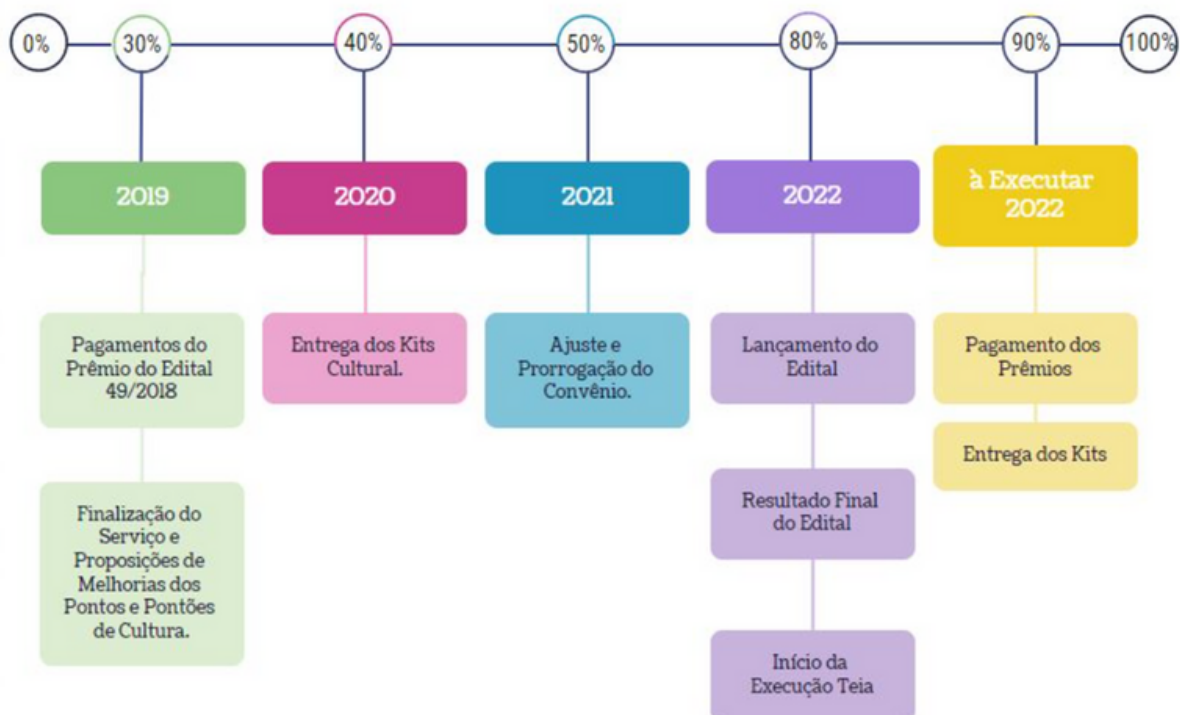 0%
30%
40%
50%
80%
90%
100%
2019
2020
2021
2022
à Executar
2022
Pagamentos do
Prêmio do Edital
49/2018
Finalização do
Serviço e
Proposições de
Melhorias dos
Pontos e Pontões
de Cultura.
Entrega dos Kits
Cultural.
Ajuste e
Prorrogação do
Convênio.
Lançamento do
Edital
Resultado Final
do Edital
Início da
Execução Teia
Pagamento dos
Prêmios
Entrega dos Kits